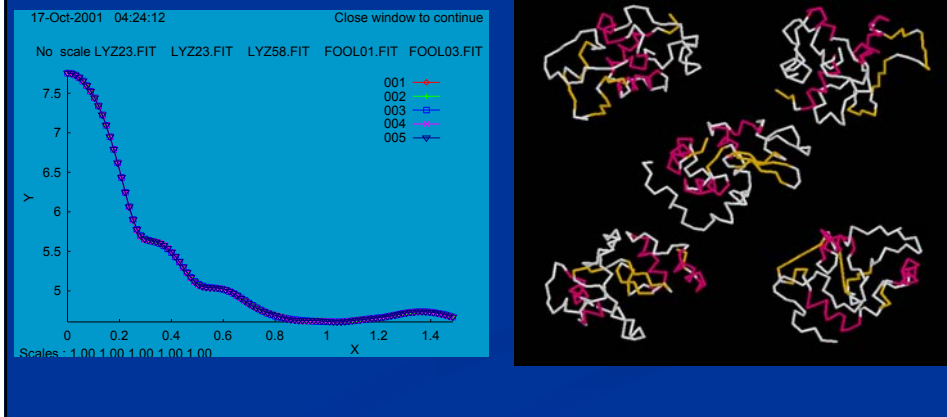 17-Oct-2001 04:24:12 Close window to continue
No scale LYZ23.FIT LYZ23.FIT LYZ58.FIT FOOL01.FIT FOOL03.FIT
001
002
003
004
005
7.5
7
6.5
6
5.5
5
Y
0 0.2 0.4 0.6 0.8 1 1.2 1.4
X
Scales : 1.00 1.00 1.00 1.00 1.00